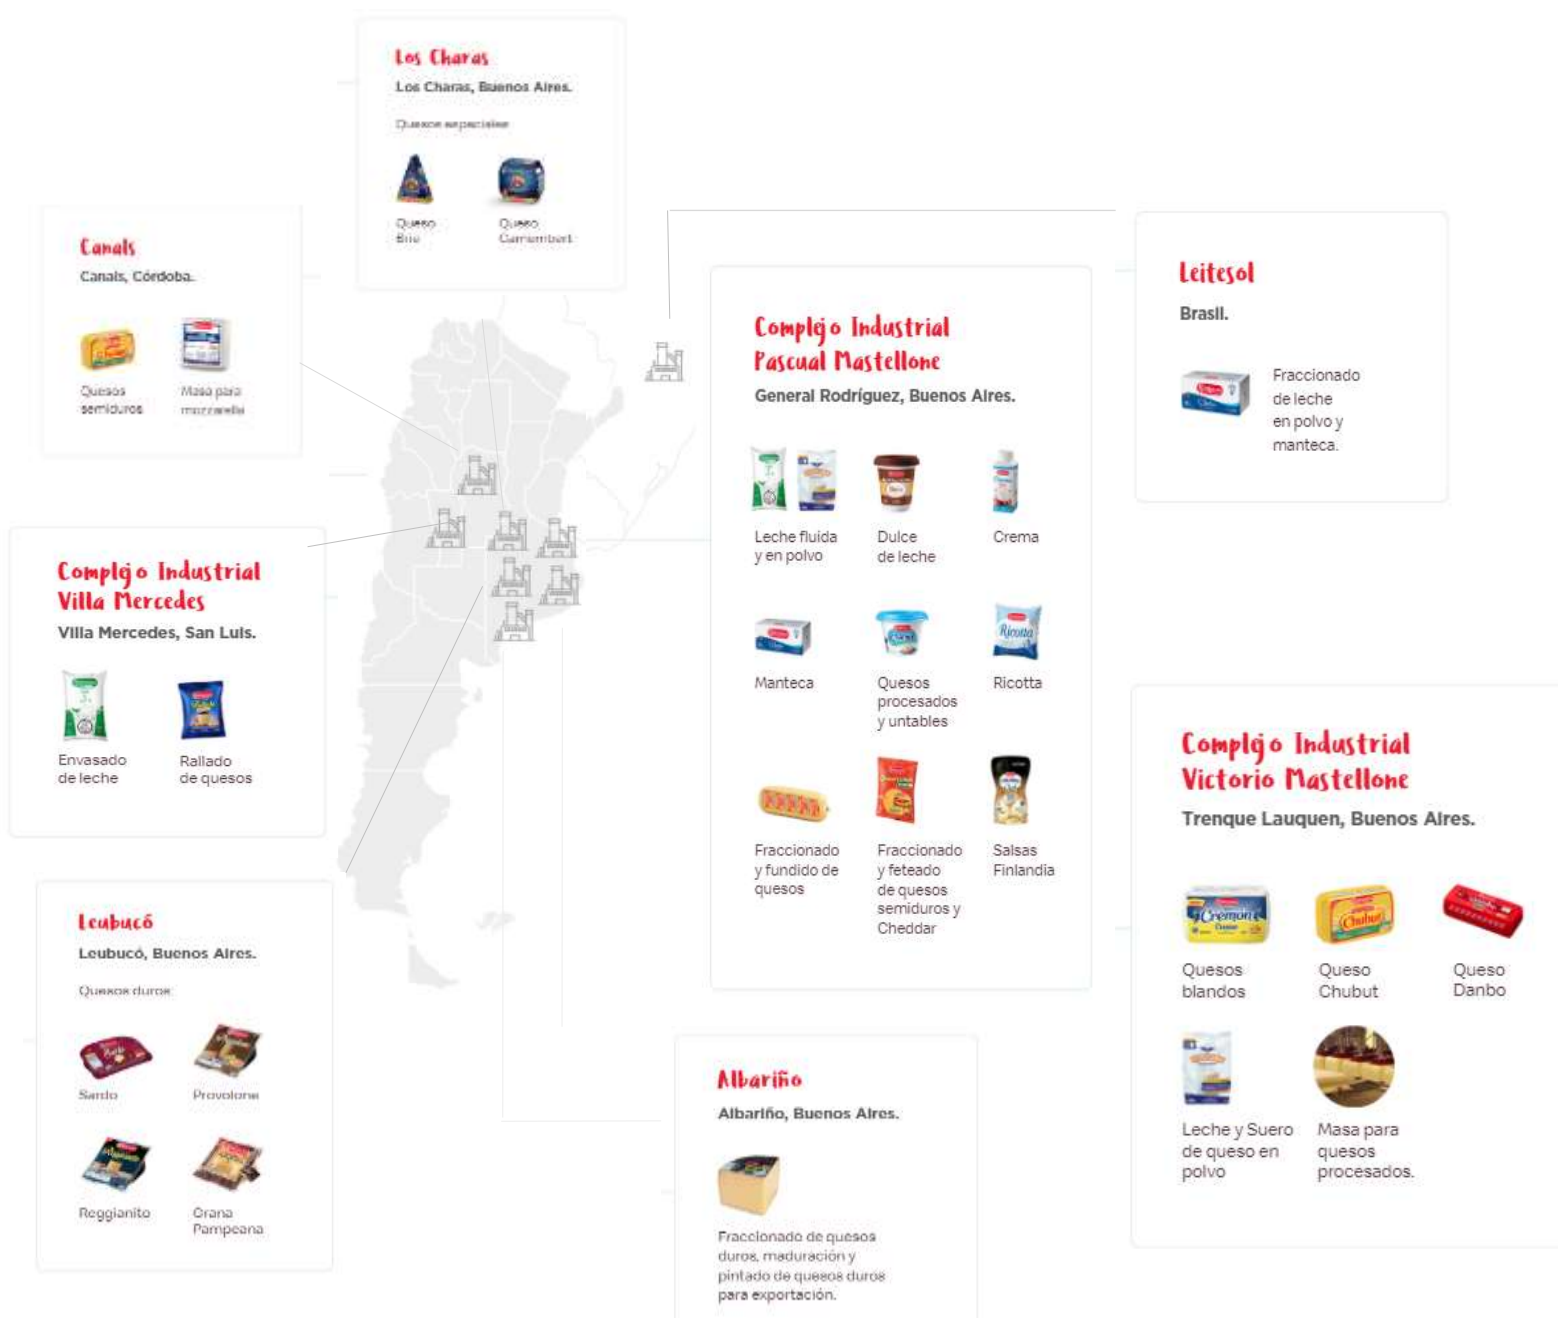 Los Charas
Los Charas, Buenos Aires.
Quesos especiales
Queso
Brie
Queso
Camembert
Canals
Canals, Córdoba.
Quesos
semiduros
Masa para
mozzarella
Complejo Industrial
Villa Mercedes
Villa Mercedes, San Luis.
Envasado
de leche
Rallado
de quesos
Leubucó
Leubucó, Buenos Aires.
Quesos duros
Sardo
Provolone
Reggianito
Grana
Pampeana
Complejo Industrial
Pascual Mastellone
General Rodríguez, Buenos Aires.
Leche fluida
y en polvo
Dulce
de leche
Crema
Manteca
Quesos
procesados
y untables
Ricotta
Ricotta
Fraccionado
y fundido de
quesos
Fraccionado
y feteado
de quesos
semiduros y
Cheddar
Salsas
Finlandia
Leitesol
Brasil.
Fraccionado
de leche
en polvo y
manteca.
Complejo Industrial
Victorio Mastellone
Trenque Lauquen, Buenos Aires.
Cremón
Chubut
Quesos
blandos
Queso
Chubut
Queso
Danbo
Leche y Suero
de queso en
polvo
Masa para
quesos
procesados.
Albariño
Albariño, Buenos Aires.
Fraccionado de quesos
duros, maduración y
pintado de quesos duros
para exportación.